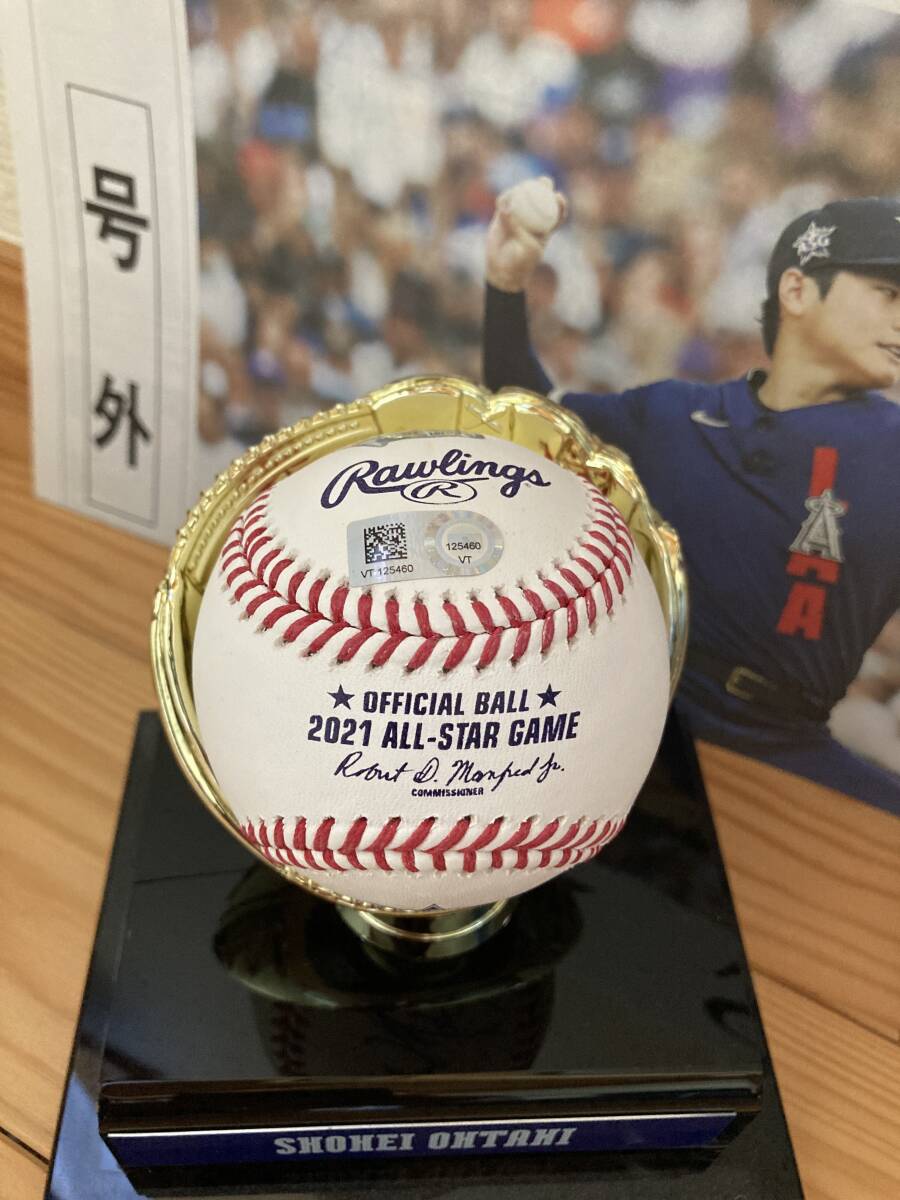 号外
Rawlings
R
VT 125460
125460
VT
★ OFFICIAL BALL ★
2021 ALL-STAR GAME
Robert D. Manfred Jr.
COMMISSIONER
A
SHOHEI OHTANI